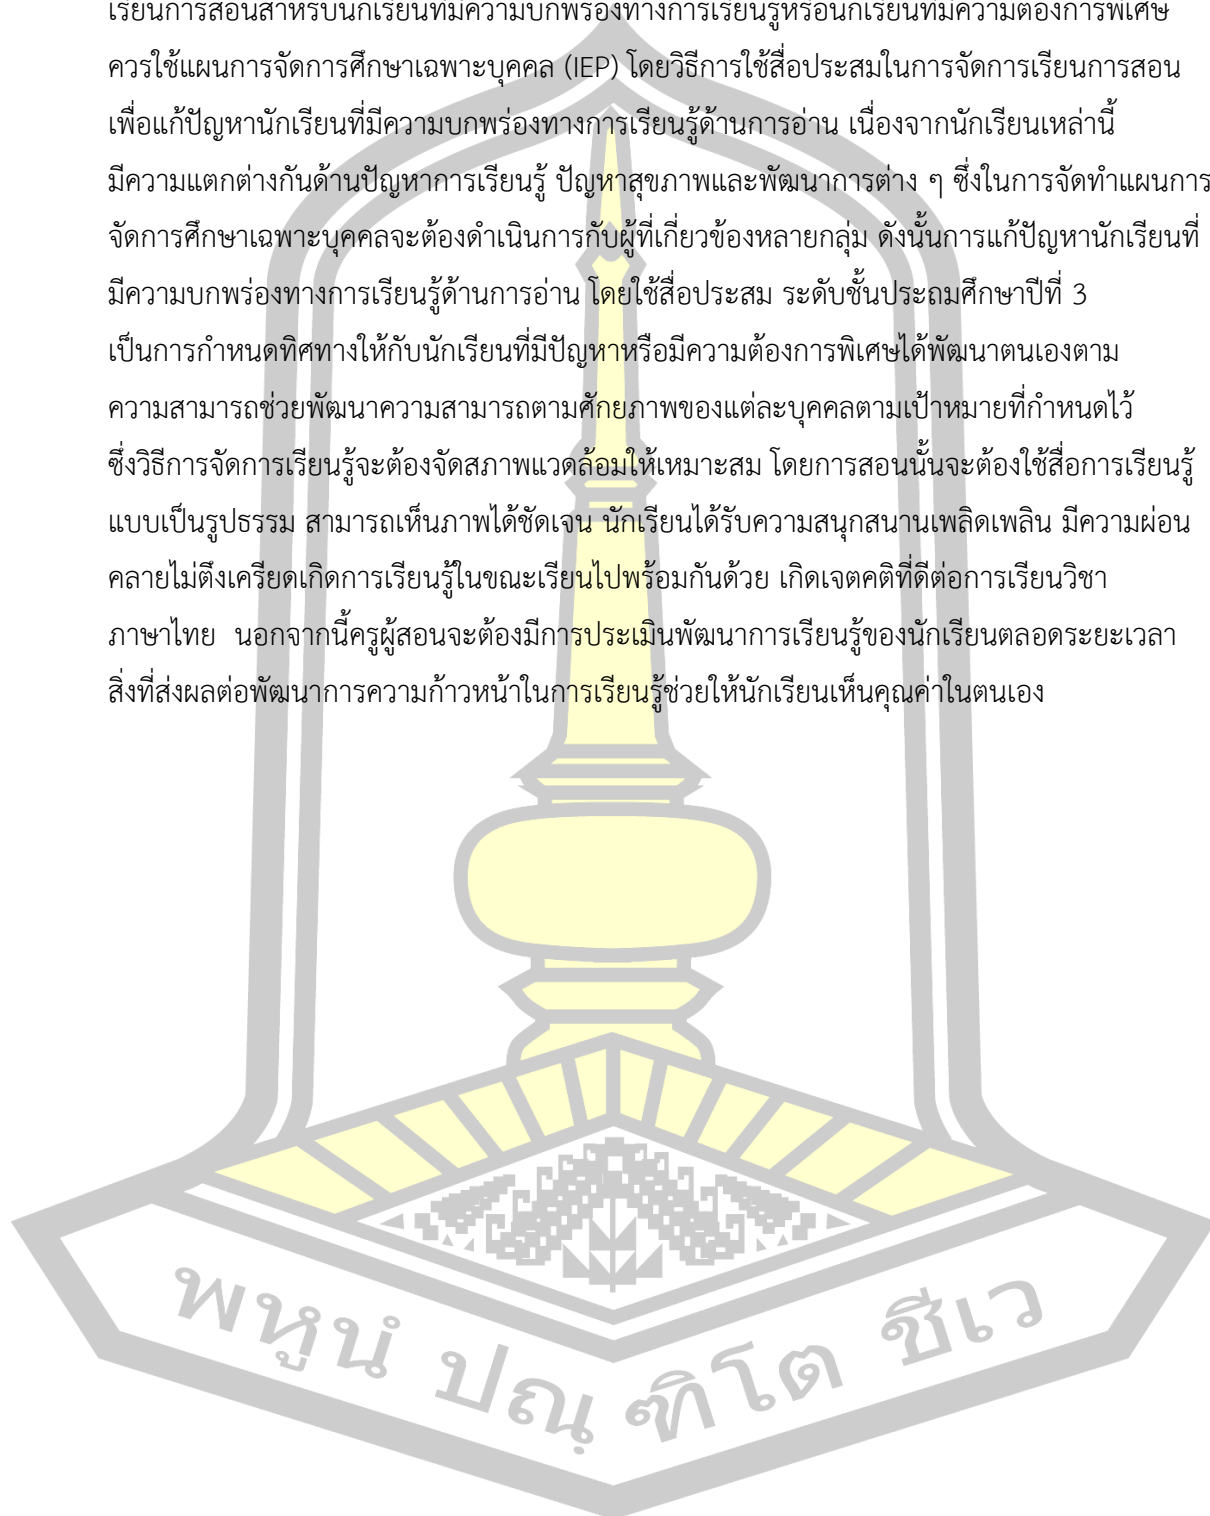 เรียนการสอนสำหรับนักเรียนที่มีความบกพร่องทางการเรียนรู้หรือนักเรียนที่มีความต้องการพิเศษ
ควรใช้แผนการจัดการศึกษาเฉพาะบุคคล (IEP) โดยวิธีการใช้สื่อประสมในการจัดการเรียนการสอน
เพื่อแก้ปัญหานักเรียนที่มีความบกพร่องทางการเรียนรู้ด้านการอ่าน เนื่องจากนักเรียนเหล่านี้
มีความแตกต่างกันด้านปัญหาการเรียนรู้ ปัญหาสุขภาพและพัฒนาการต่าง ๆ ซึ่งในการจัดทำแผนการ
จัดการศึกษาเฉพาะบุคคลจะต้องดำเนินการกับผู้ที่เกี่ยวข้องหลายกลุ่ม ดังนั้นการแก้ปัญหานักเรียนที่
มีความบกพร่องทางการเรียนรู้ด้านการอ่าน โดยใช้สื่อประสม ระดับชั้นประถมศึกษาปีที่ 3
เป็นการกำหนดทิศทางให้กับนักเรียนที่มีปัญหาหรือมีความต้องการพิเศษได้พัฒนาตนเองตาม
ความสามารถช่วยพัฒนาความสามารถตามศักยภาพของแต่ละบุคคลตามเป้าหมายที่กำหนดไว้
ซึ่งวิธีการจัดการเรียนรู้จะต้องจัดสภาพแวดล้อมให้เหมาะสม โดยการสอนนั้นจะต้องใช้สื่อการเรียนรู้
แบบเป็นรูปธรรม สามารถเห็นภาพได้ชัดเจน นักเรียนได้รับความสนุกสนานเพลิดเพลิน มีความผ่อน
คลายไม่ตึงเครียดเกิดการเรียนรู้ในขณะเรียนไปพร้อมกันด้วย เกิดเจตคติที่ดีต่อการเรียนวิชา
ภาษาไทย นอกจากนี้ครูผู้สอนจะต้องมีการประเมินพัฒนาการเรียนรู้ของนักเรียนตลอดระยะเวลา
สิ่งที่ส่งผลต่อพัฒนาการความก้าวหน้าในการเรียนรู้ช่วยให้นักเรียนเห็นคุณค่าในตนเอง
พหูนํ ปณฺ ฑิโต ชีเว